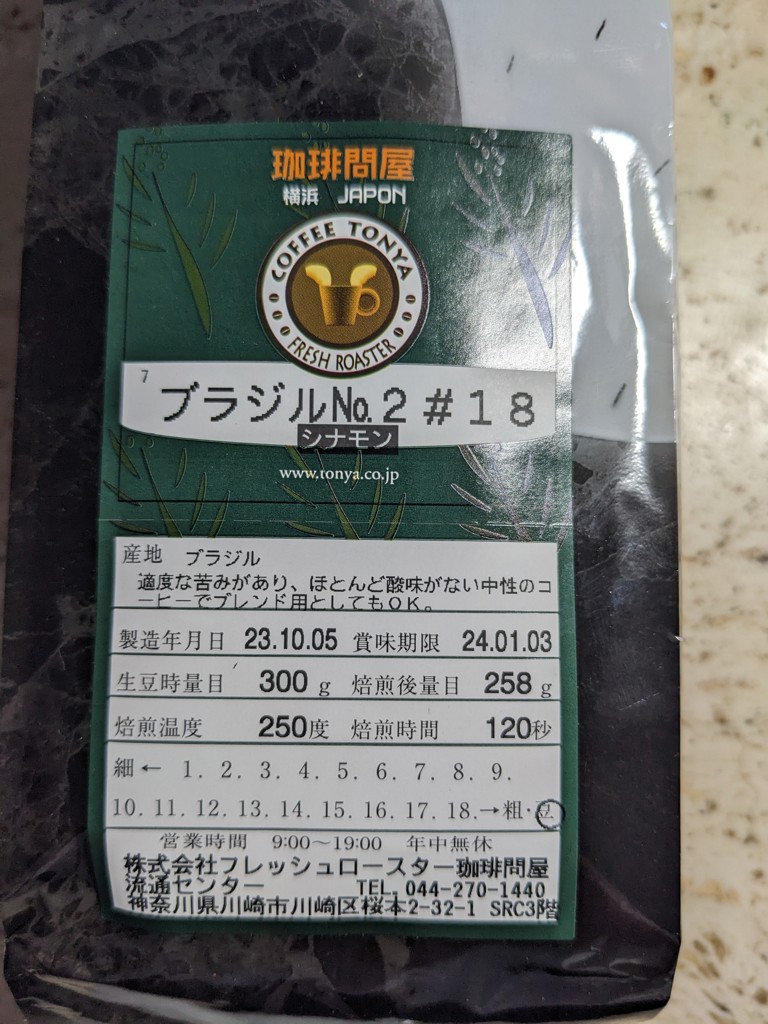 珈琲問屋
横浜 JAPON
COFFEE TONYA
FRESH ROASTER
7
ブラジルNo.2#18
シナモン
www.tonya.co.jp
産地 ブラジル
適度な苦みがあり、ほとんど酸味がない中性のコ
ーヒーでブレンド用としてもOK。
製造年月日 23.10.05 賞味期限 24.01.03
生豆時量目 300g 焙煎後量目 258g
焙煎温度 250度 焙煎時間 120秒
細← 1. 2. 3. 4. 5. 6. 7. 8. 9.
10. 11. 12. 13. 14. 15. 16. 17. 18.→粗・豆
営業時間 9:00～19:00 年中無休
株式会社フレッシュロースター珈琲問屋
流通センター TEL. 044-270-1440
神奈川県川崎市川崎区桜本2-32-1 SRC3階